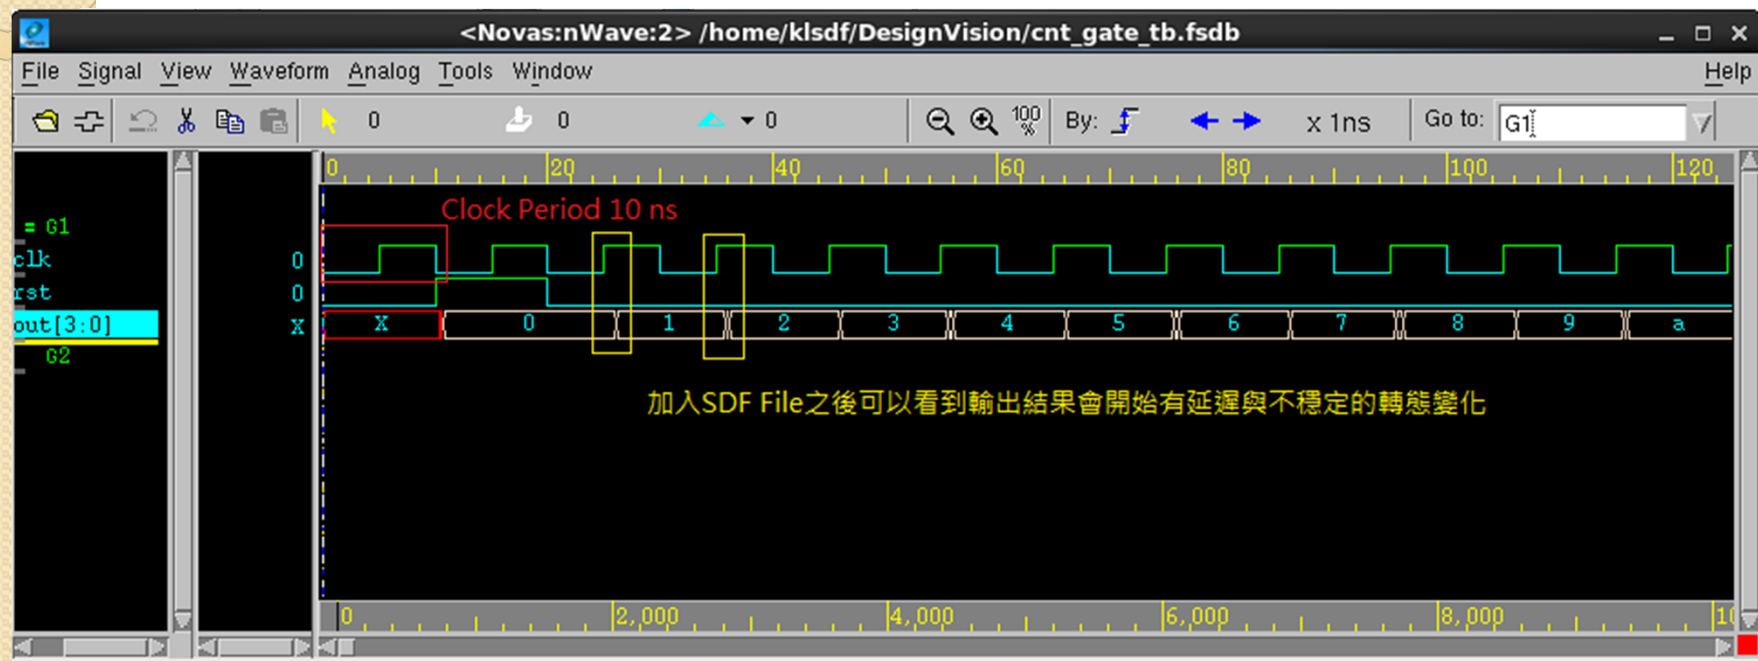 <Novas:nWave:2> /home/klsdf/DesignVision/cnt_gate_tb.fsdb
File Signal View Waveform Analog Tools Window Help
0 0 0 100 % By: x 1ns Go to: G1
0 20 40 60 80 100 120
Clock Period 10 ns
= G1
clk 0
rst 0
out[3:0] x x 0 1 2 3 4 5 6 7 8 9 a
G2
加入SDF File之後可以看到輸出結果會開始有延遲與不穩定的轉態變化
0 2,000 4,000 6,000 8,000